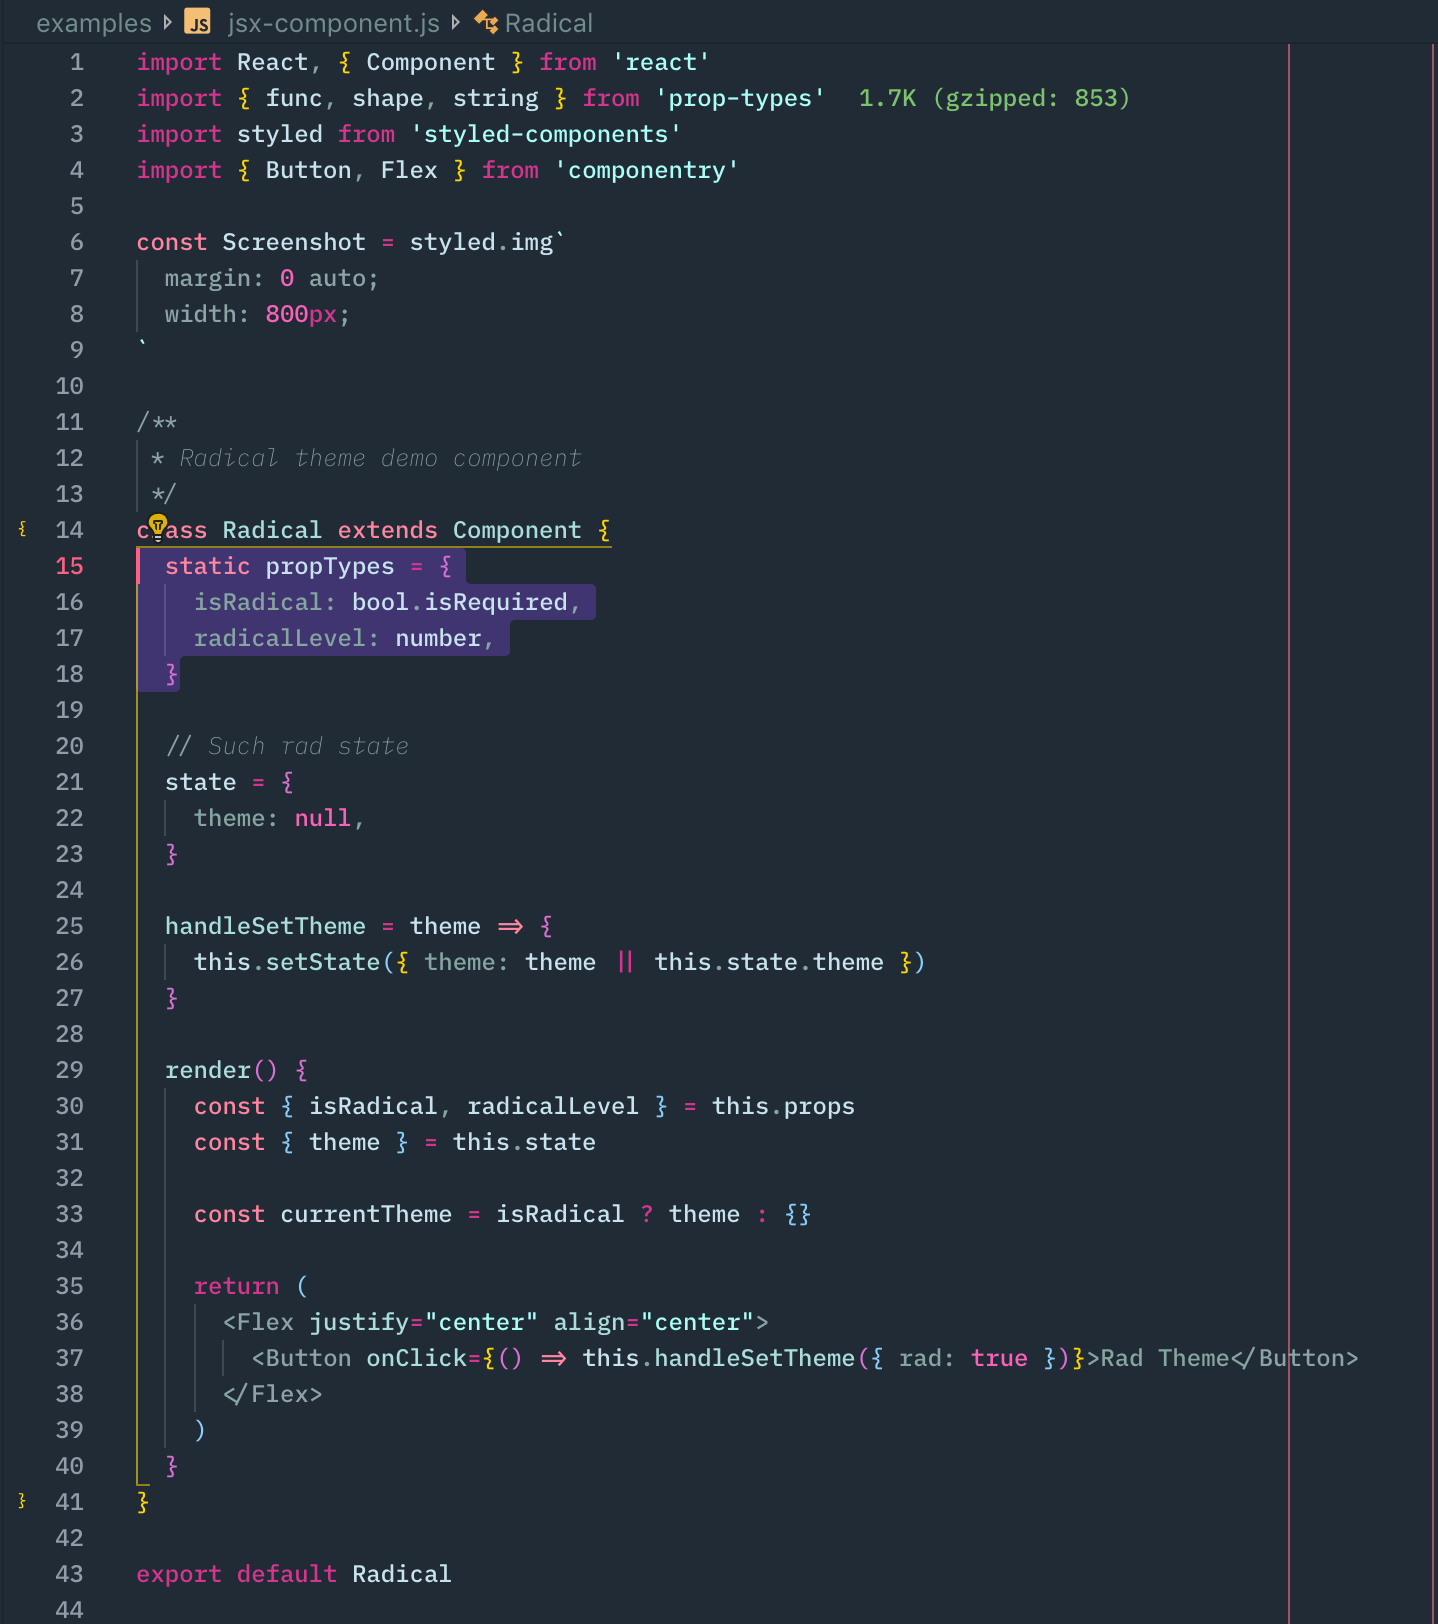 examples jsx-component.js Radical
1 import React, { Component } from 'react'
2 import { func, shape, string } from 'prop-types' 1.7K (gzipped: 853)
3 import styled from 'styled-components'
4 import { Button, Flex } from 'componentry'
5
6 const Screenshot = styled.img`
7   margin: 0 auto;
8   width: 800px;
9 `
10
11 /**
12  * Radical theme demo component
13  */
{ 14 class Radical extends Component {
15   static propTypes = {
16     isRadical: bool.isRequired,
17     radicalLevel: number,
18   }
19
20   // Such rad state
21   state = {
22     theme: null,
23   }
24
25   handleSetTheme = theme => {
26     this.setState({ theme: theme || this.state.theme })
27   }
28
29   render() {
30     const { isRadical, radicalLevel } = this.props
31     const { theme } = this.state
32
33     const currentTheme = isRadical ? theme : {}
34
35     return (
36       <Flex justify="center" align="center">
37         <Button onClick={() => this.handleSetTheme({ rad: true })}>Rad Theme</Button>
38       </Flex>
39     )
40   }
} 41 }
42
43 export default Radical
44